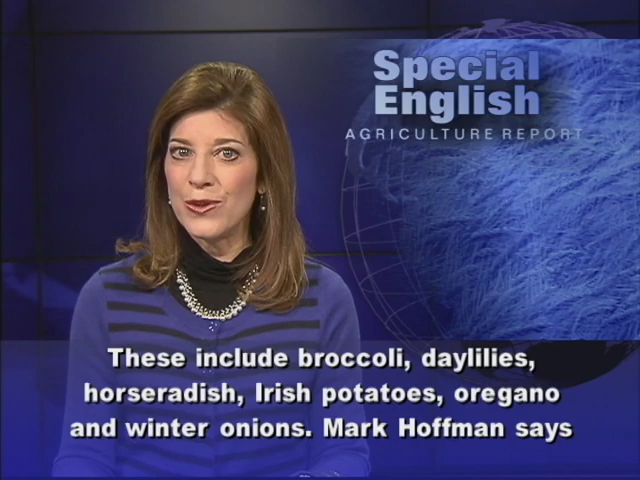 Special
English
AGRICULTURE REPORT
These include broccoli, daylilies,
horseradish, Irish potatoes, oregano
and winter onions. Mark Hoffman says